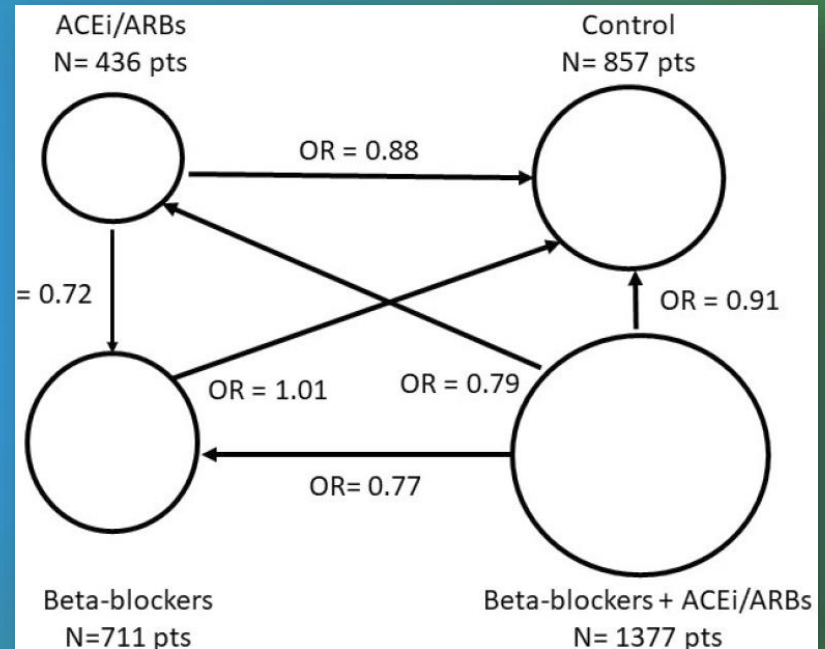 ACEi/ARBs
N= 436 pts
Control
N= 857 pts
OR = 0.88
= 0.72
OR = 0.91
OR = 1.01
OR = 0.79
OR= 0.77
Beta-blockers
N=711 pts
Beta-blockers + ACEi/ARBs
N= 1377 pts